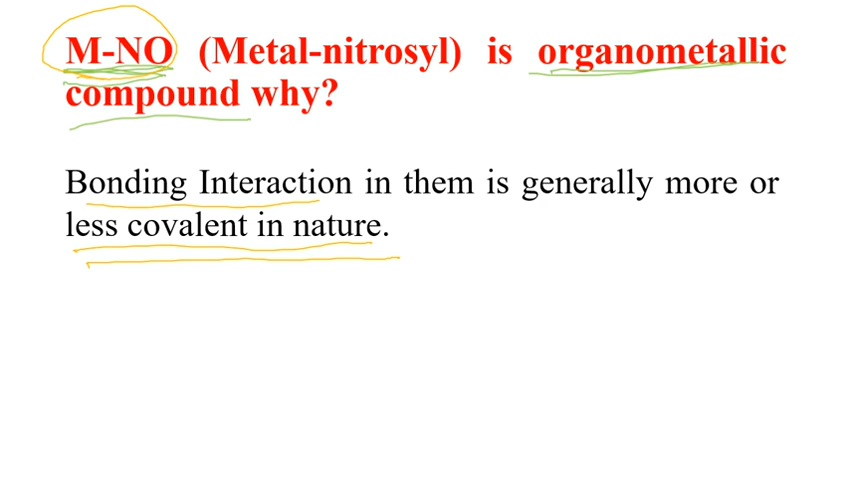 M-NO (Metal-nitrosyl) is organometallic
compound why?
Bonding Interaction in them is generally more or
less covalent in nature.